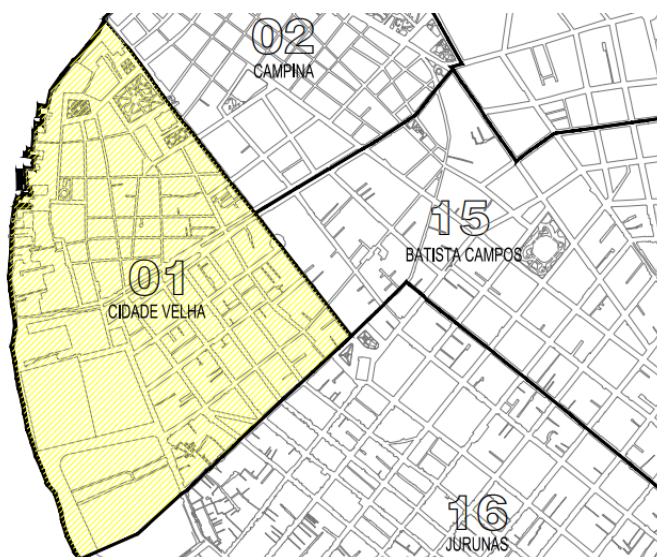 02
CAMPINA
15
BATISTA CAMPOS
01
CIDADE VELHA
16
JURUNAS